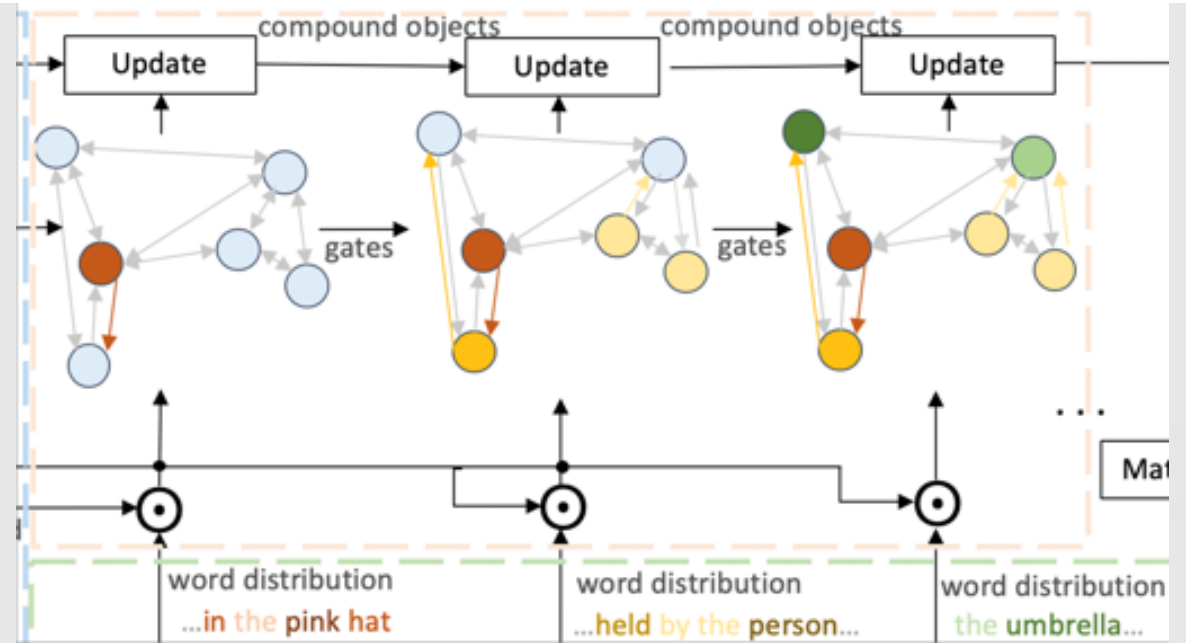 compound objects compound objects
Update Update Update
gates gates
Mat
word distribution word distribution word distribution
...in the pink hat ...held by the person... the umbrella...